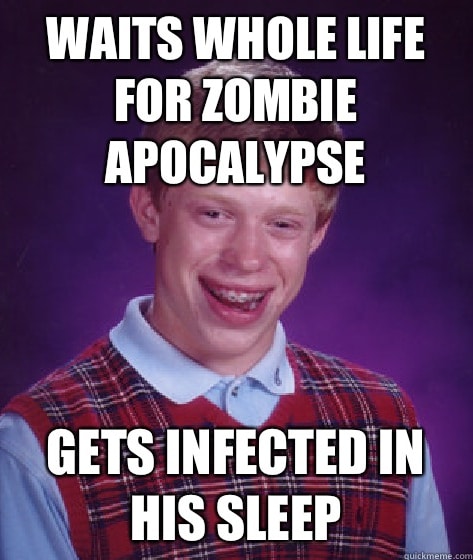 WAITS WHOLE LIFE
FOR ZOMBIE
APOCALYPSE
GETS INFECTED IN
HIS SLEEP
quickmeme.com